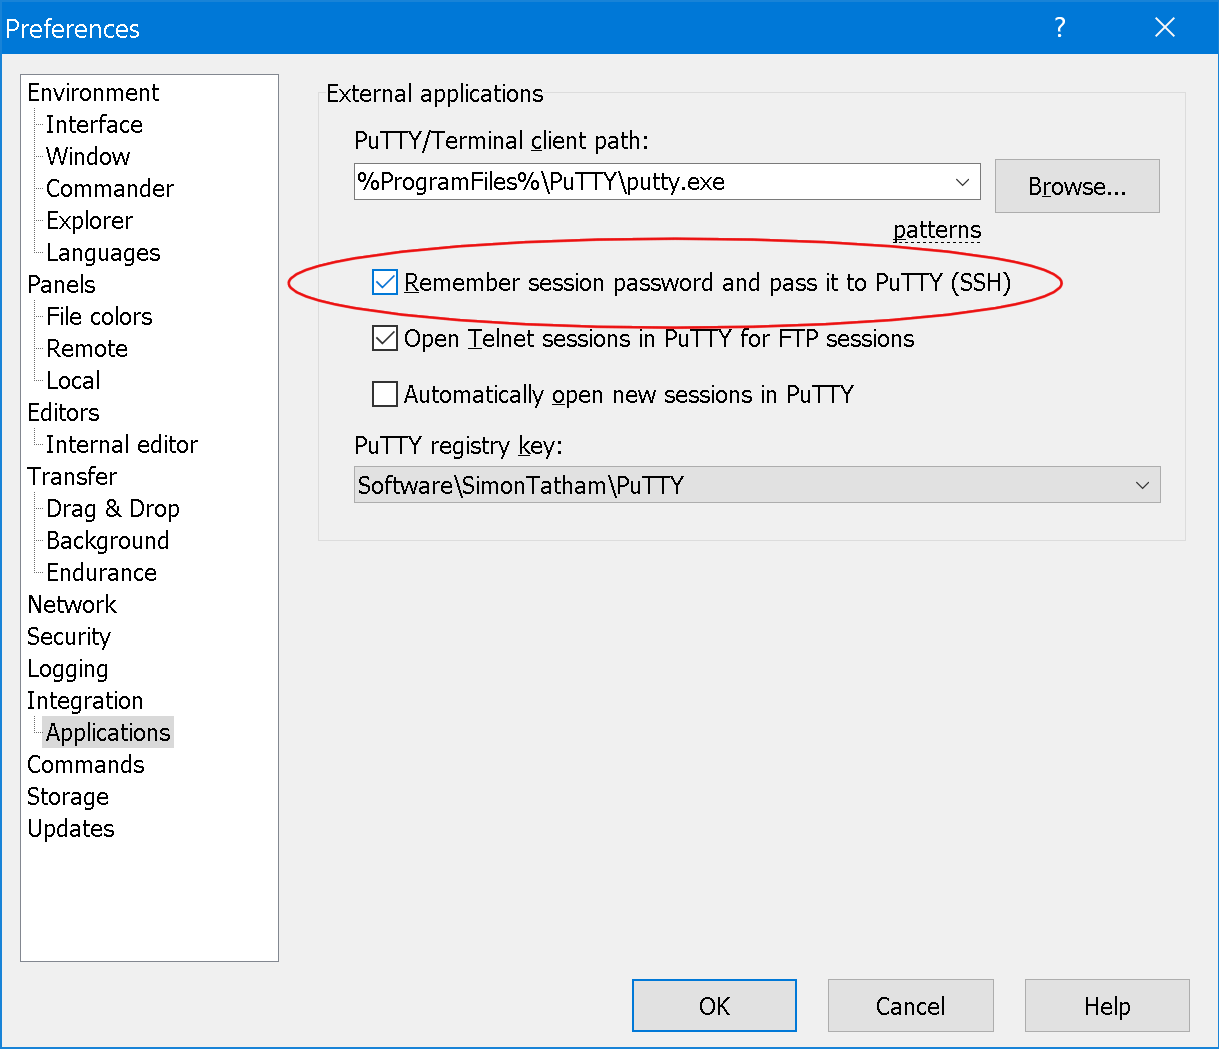 Preferences
?
Environment
Interface
Window
Commander
Explorer
Languages
Panels
File colors
Remote
Local
Editors
Internal editor
Transfer
Drag & Drop
Background
Endurance
Network
Security
Logging
Integration
Applications
Commands
Storage
Updates
External applications
PuTTY/Terminal client path:
%ProgramFiles%\PuTTY\putty.exe
Browse...
patterns
Remember session password and pass it to PuTTY (SSH)
Open Telnet sessions in PuTTY for FTP sessions
Automatically open new sessions in PuTTY
PuTTY registry key:
Software\SimonTatham\PuTTY
OK
Cancel
Help